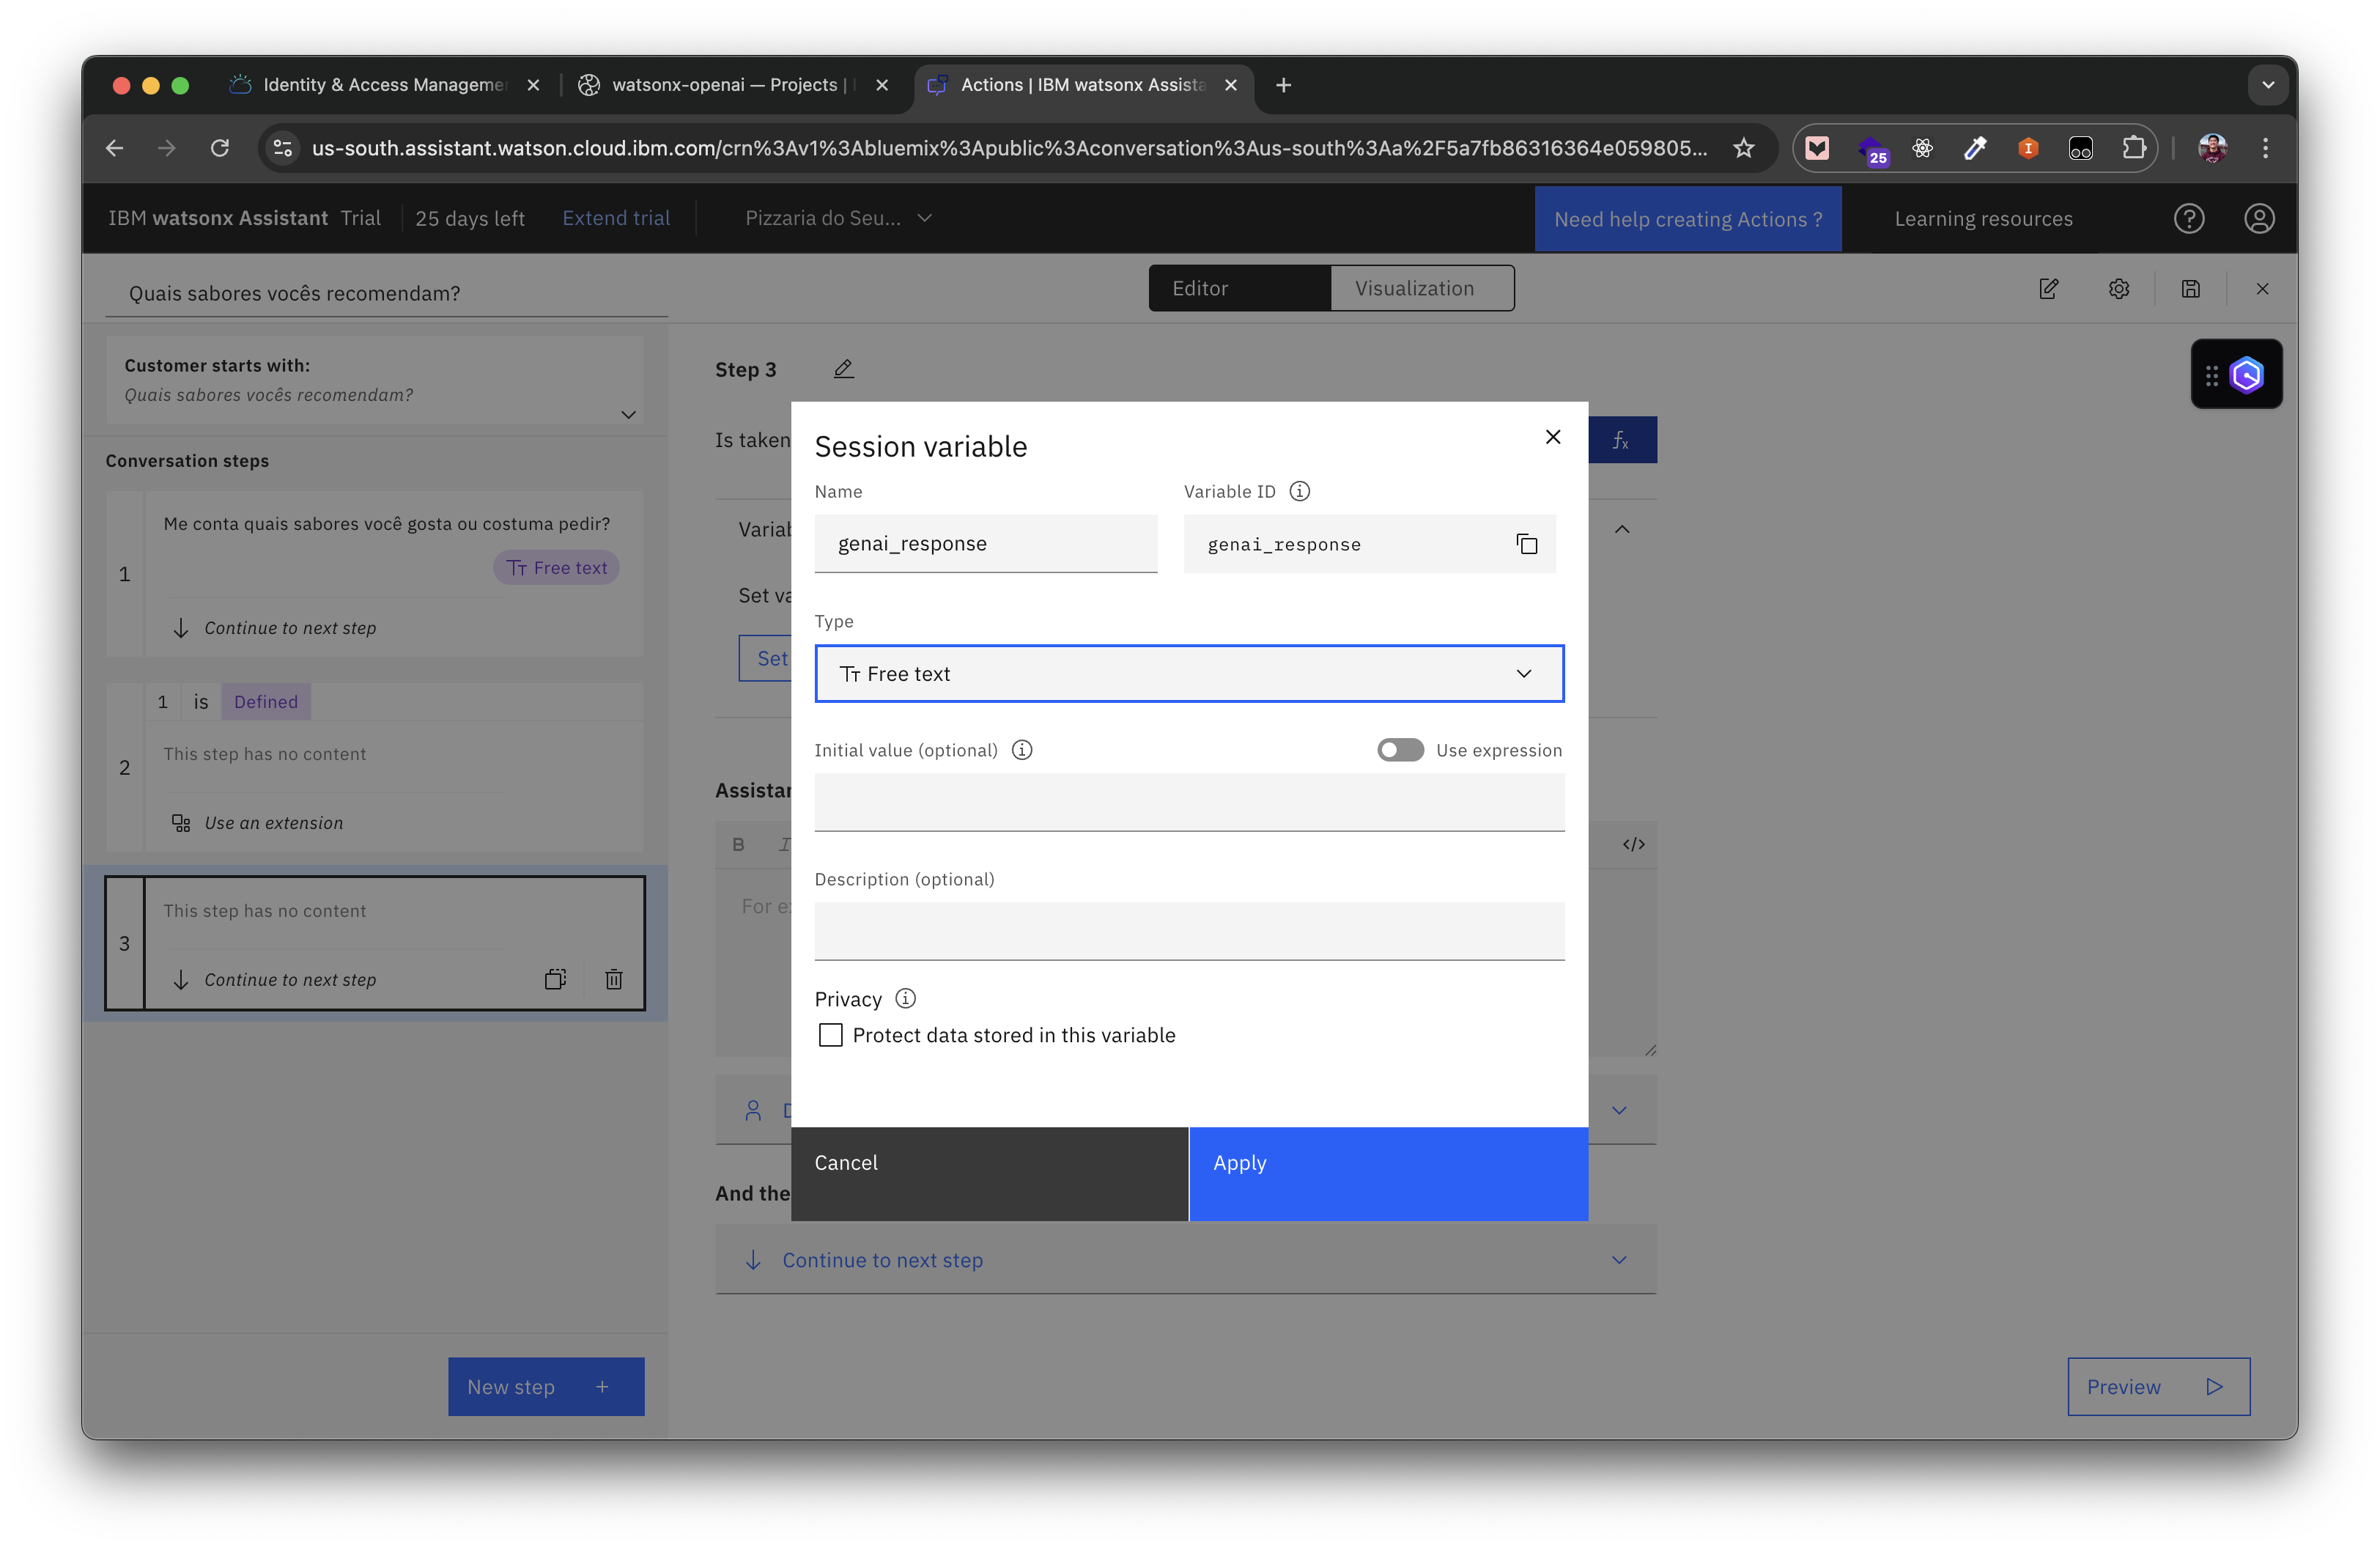 Identity & Access Managemen
watsonx-openai — Projects |
Actions | IBM watsonx Assista
us-south.assistant.watson.cloud.ibm.com/crn%3Av1%3Abluemix%3Apublic%3Aconversation%3Aus-south%3Aa%2F5a7fb86316364e059805...
25
IBM watsonx Assistant Trial
25 days left
Extend trial
Pizzaria do Seu...
Need help creating Actions ?
Learning resources
Quais sabores vocês recomendam?
Editor
Visualization
Customer starts with:
Quais sabores vocês recomendam?
Conversation steps
1
Me conta quais sabores você gosta ou costuma pedir?
Free text
Continue to next step
2
1 is Defined
This step has no content
Use an extension
3
This step has no content
Continue to next step
New step +
Step 3
Is taken
fx
Variab
Set va
Set
Assistan
B I
</>
For ex
And the
Continue to next step
Preview
Session variable
Name
genai_response
Variable ID
genai_response
Type
Free text
Initial value (optional)
Use expression
Description (optional)
Privacy
Protect data stored in this variable
Cancel
Apply